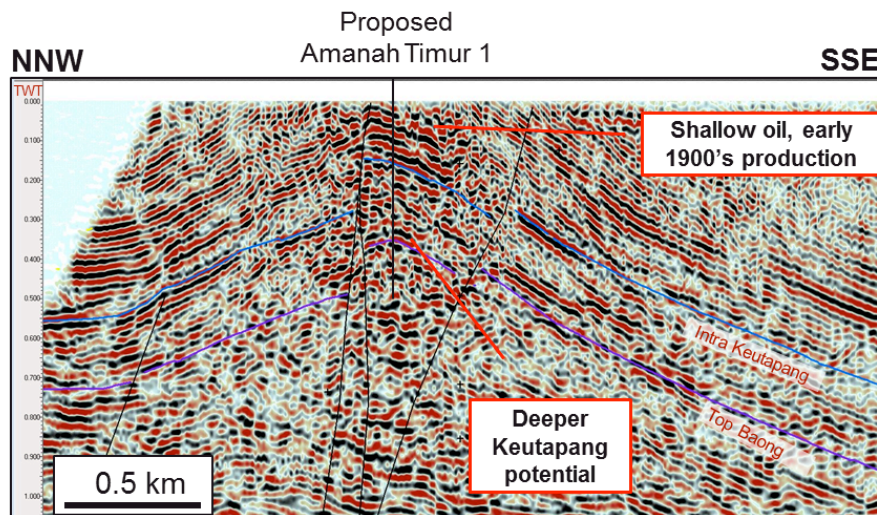 Proposed
Amanah Timur 1
NNW
SSE
TWT
0.000
0.100
0.200
0.300
0.400
0.500
0.600
0.700
0.800
0.900
1.000
Shallow oil, early
1900's production
Intra Keutapang
Top Baong
Deeper
Keutapang
potential
0.5 km